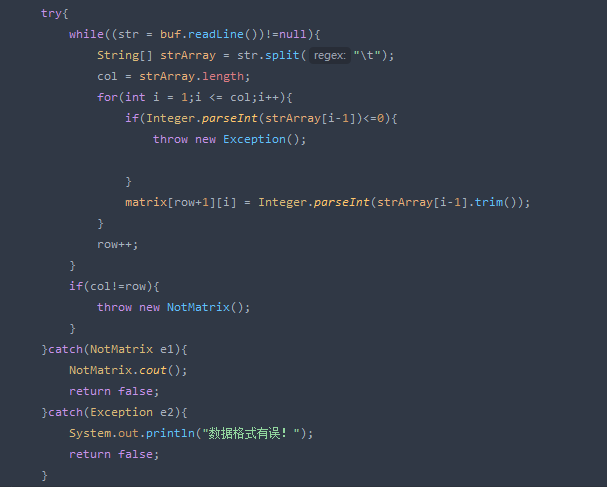 try{
while((str = buf.readLine())!=null){
String[] strArray = str.split( regex: "\t");
col = strArray.length;
for(int i = 1;i <= col;i++){
if(Integer.parseInt(strArray[i-1])<=0){
throw new Exception();
}
matrix[row+1][i] = Integer.parseInt(strArray[i-1].trim());
}
row++;
}
if(col!=row){
throw new NotMatrix();
}
}catch(NotMatrix e1){
NotMatrix.cout();
return false;
}catch(Exception e2){
System.out.println("数据格式有误！");
return false;
}